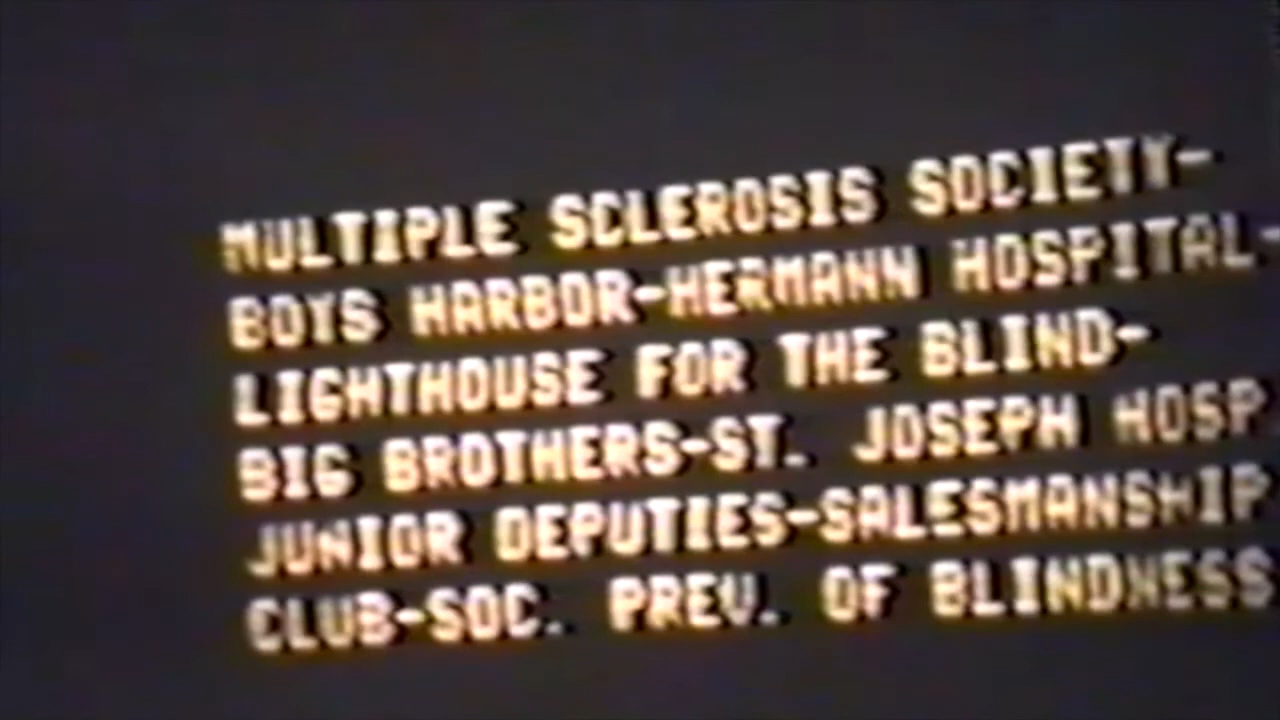 MULTIPLE SCLEROSIS SOCIETY-
BOYS HARBOR-HERMANN HOSPITAL-
LIGHTHOUSE FOR THE BLIND-
BIG BROTHERS-ST. JOSEPH HOSP.
JUNIOR DEPUTIES-SALESMANSHIP
CLUB-SOC. PREV. OF BLINDNESS